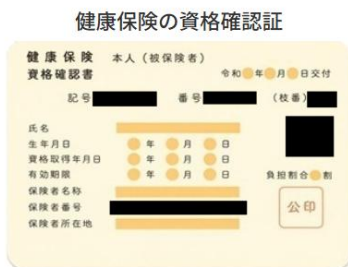 健康保険の資格確認証
健康保険 本人（被保険者）
資格確認書
令和 年 月 日交付
記号 番号 （枝番）
氏名
生年月日 年 月 日
資格取得年月日 年 月 日
有効期限 年 月 日
負担割合 割
保険者名称
保険者番号
保険者所在地
公印